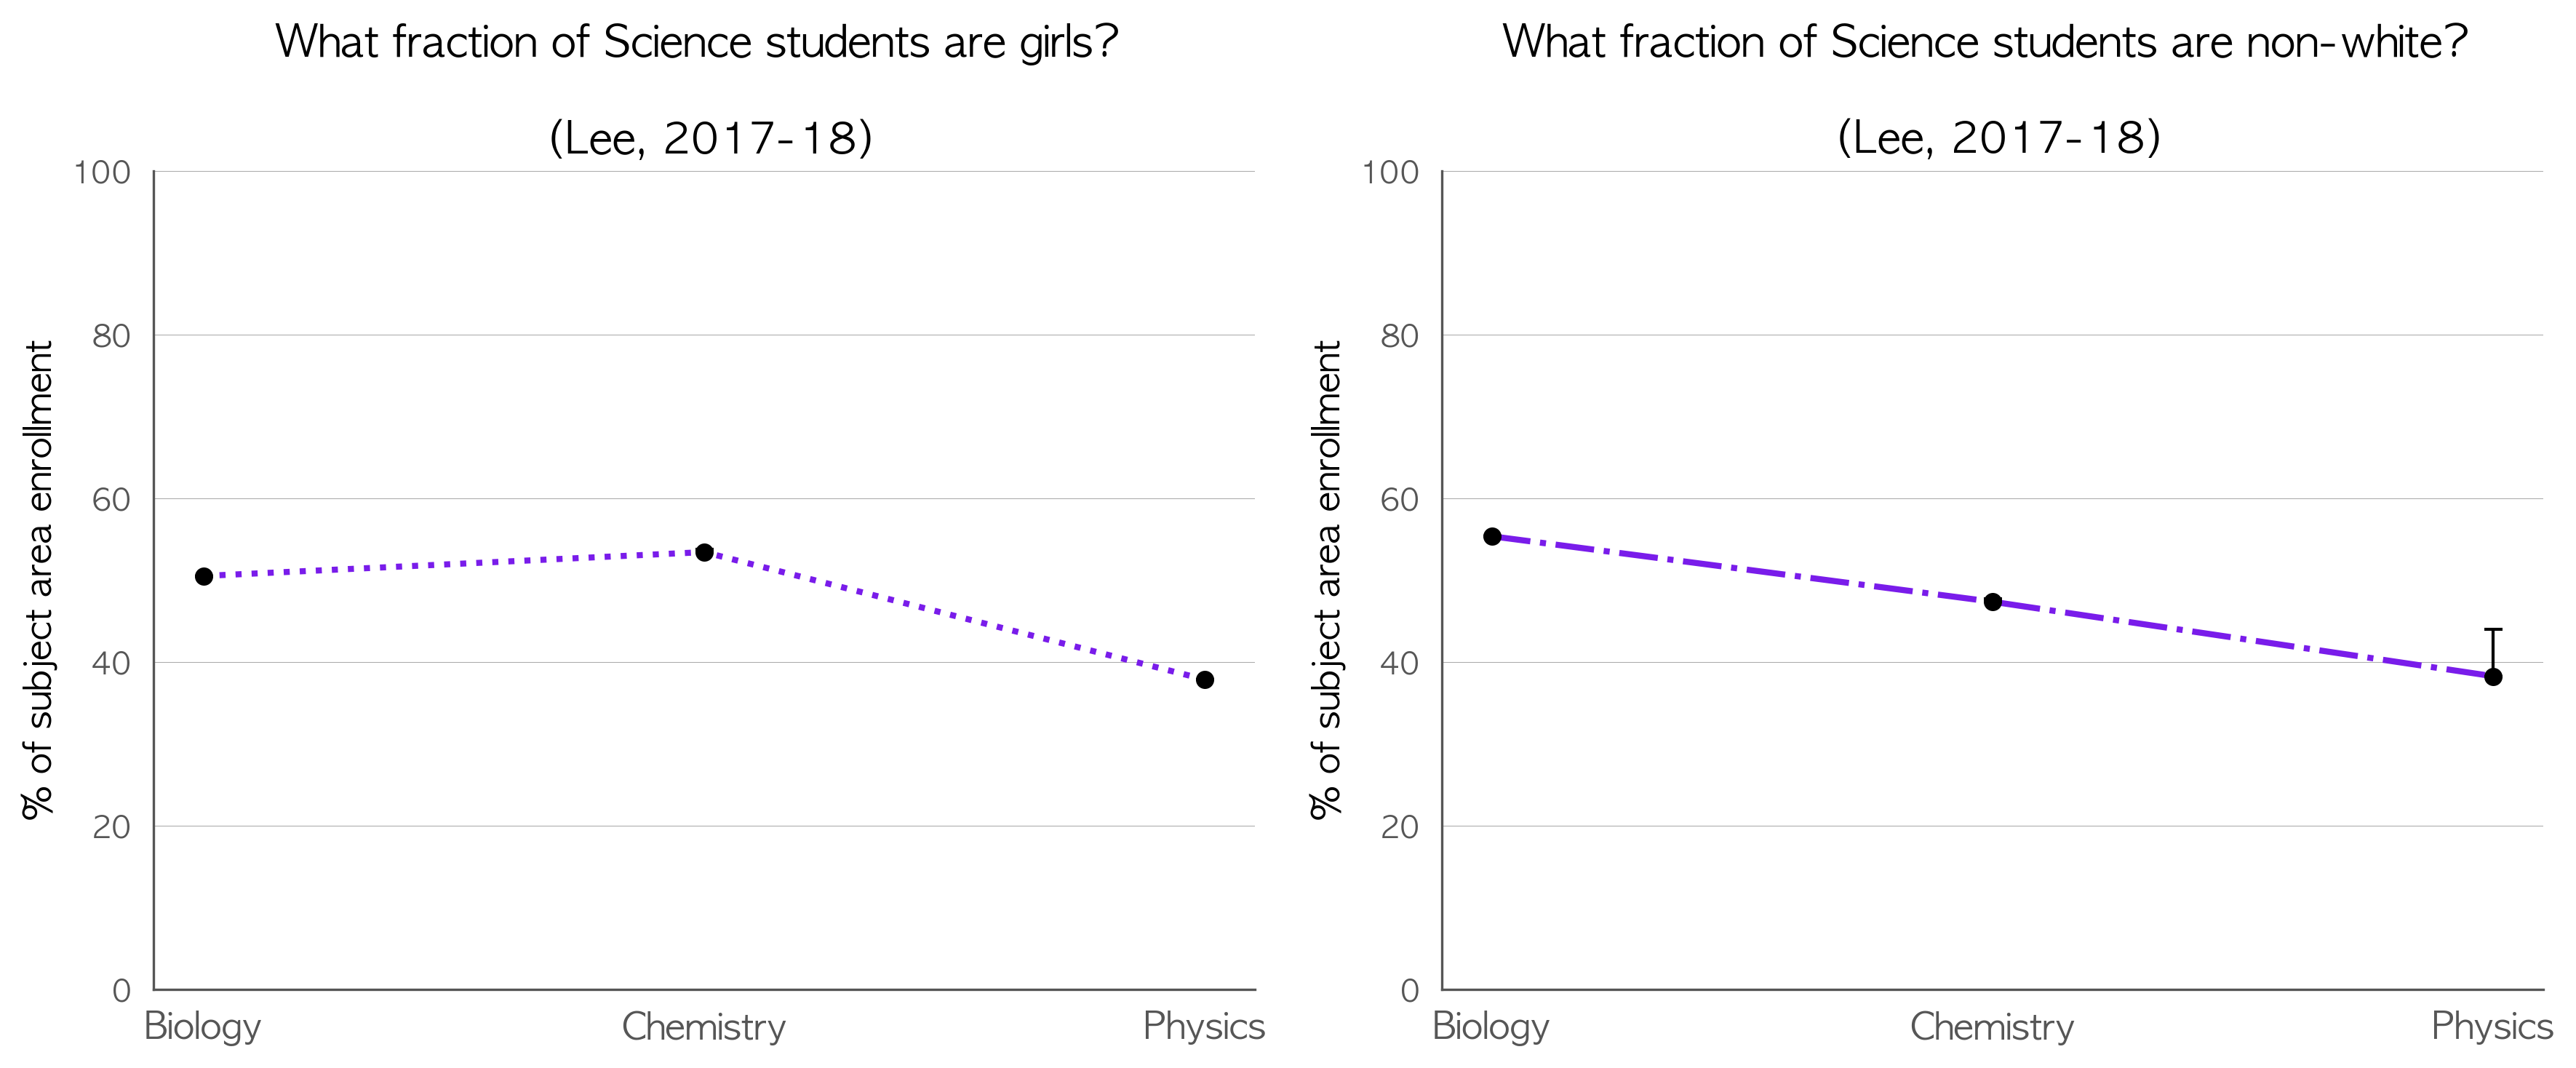 What fraction of Science students are girls?
(Lee, 2017-18)
100
80
60
40
20
0
% of subject area enrollment
Biology
Chemistry
Physics
What fraction of Science students are non-white?
(Lee, 2017-18)
100
80
60
40
20
0
% of subject area enrollment
Biology
Chemistry
Physics